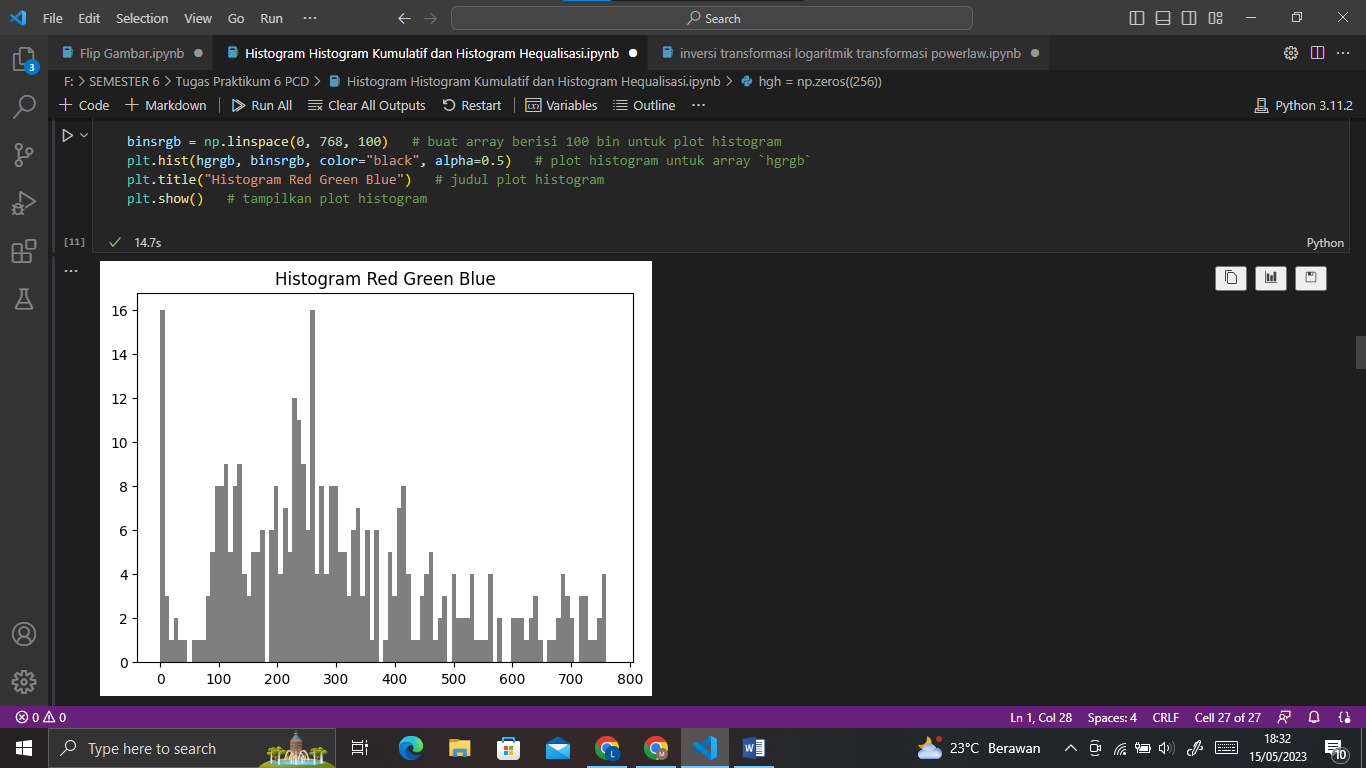 File Edit Selection View Go Run ··· Search
Flip Gambar.ipynb Histogram Histogram Kumulatif dan Histogram Hequalisasi.ipynb inversi transformasi logaritmik transformasi powerlaw.ipynb
3
F: > SEMESTER 6 > Tugas Praktikum 6 PCD > Histogram Histogram Kumulatif dan Histogram Hequalisasi.ipynb > hgh = np.zeros((256))
+ Code + Markdown Run All Clear All Outputs Restart Variables Outline ··· Python 3.11.2
binsrgb = np.linspace(0, 768, 100) # buat array berisi 100 bin untuk plot histogram
plt.hist(hgrgb, binsrgb, color="black", alpha=0.5) # plot histogram untuk array `hgrgb`
plt.title("Histogram Red Green Blue") # judul plot histogram
plt.show() # tampilkan plot histogram
[11] 14.7s Python
Histogram Red Green Blue
16
14
12
10
8
6
4
2
0
0 100 200 300 400 500 600 700 800
0 0 Ln 1, Col 28 Spaces: 4 CRLF Cell 27 of 27
Type here to search 23°C Berawan 18:32
15/05/2023 10